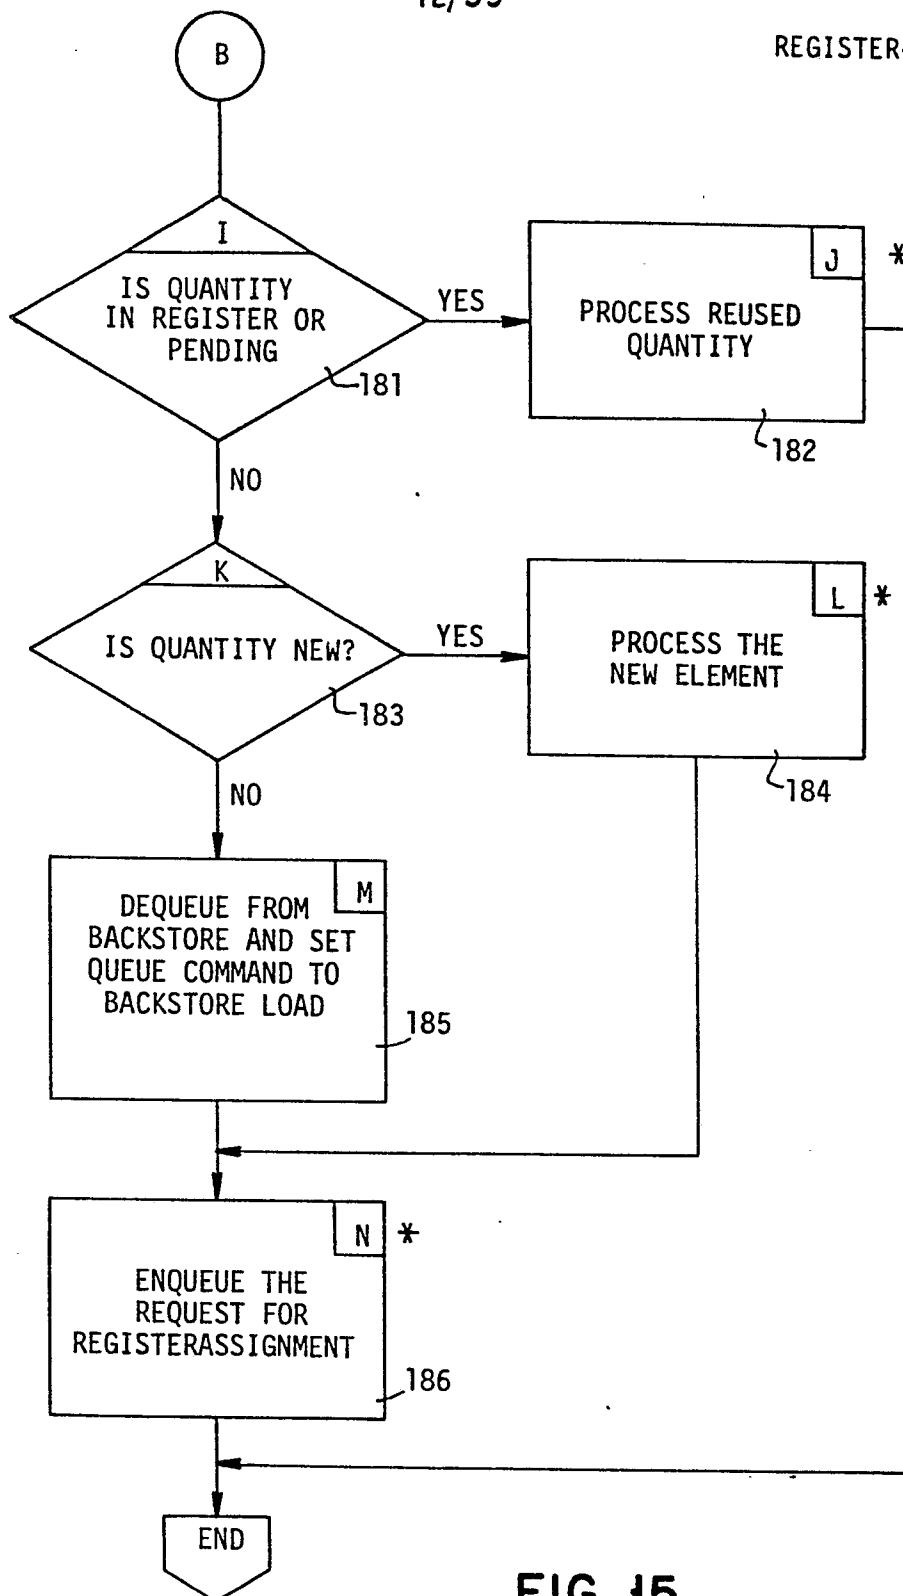 12/39
B
REGISTER-
I
IS QUANTITY
IN REGISTER OR
PENDING
181
YES
J
*
PROCESS REUSED
QUANTITY
182
NO
K
IS QUANTITY NEW?
183
YES
L
*
PROCESS THE
NEW ELEMENT
184
NO
M
DEQUEUE FROM
BACKSTORE AND SET
QUEUE COMMAND TO
BACKSTORE LOAD
185
N
*
ENQUEUE THE
REQUEST FOR
REGISTERASSIGNMENT
186
END
FIG. 15